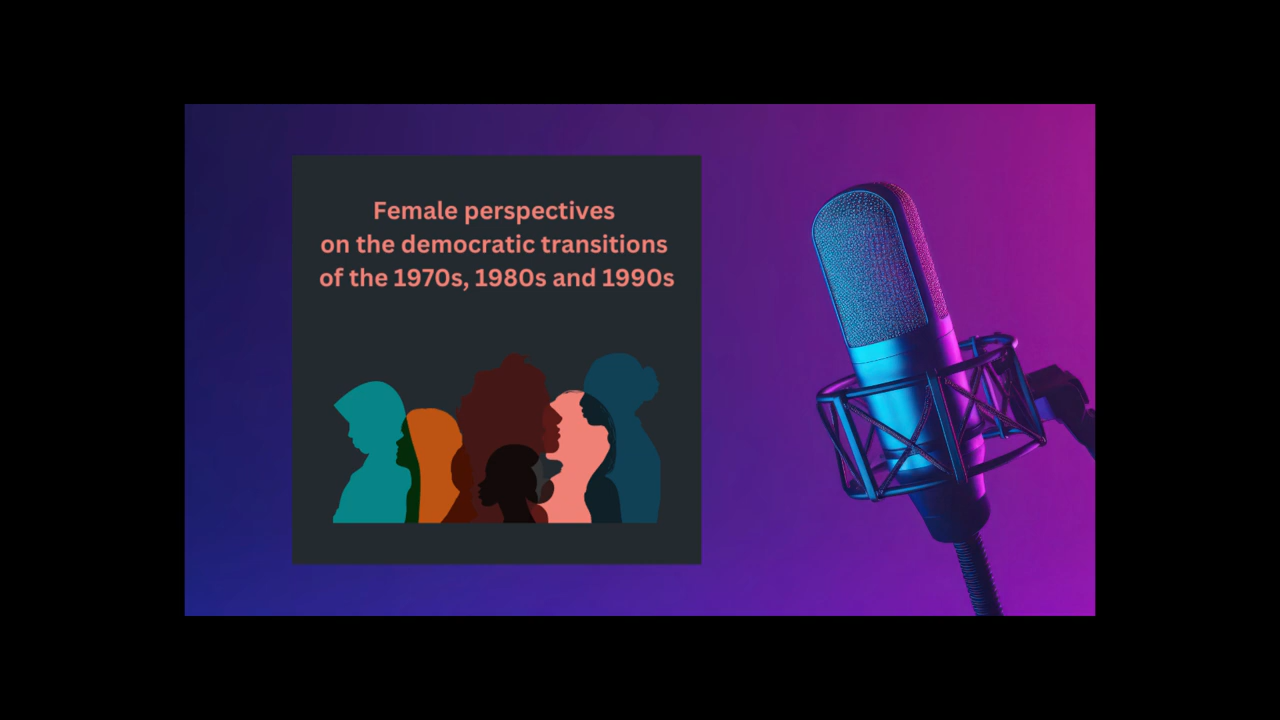 Female perspectives
on the democratic transitions
of the 1970s, 1980s and 1990s